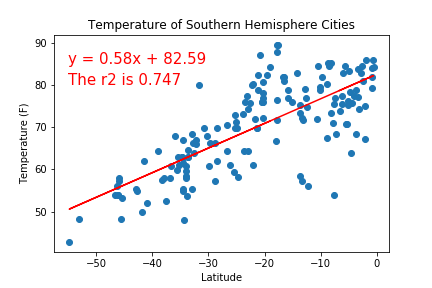 Temperature of Southern Hemisphere Cities
90
y = 0.58x + 82.59
The r2 is 0.747
80
70
60
50
Temperature (F)
−50 −40 −30 −20 −10 0
Latitude